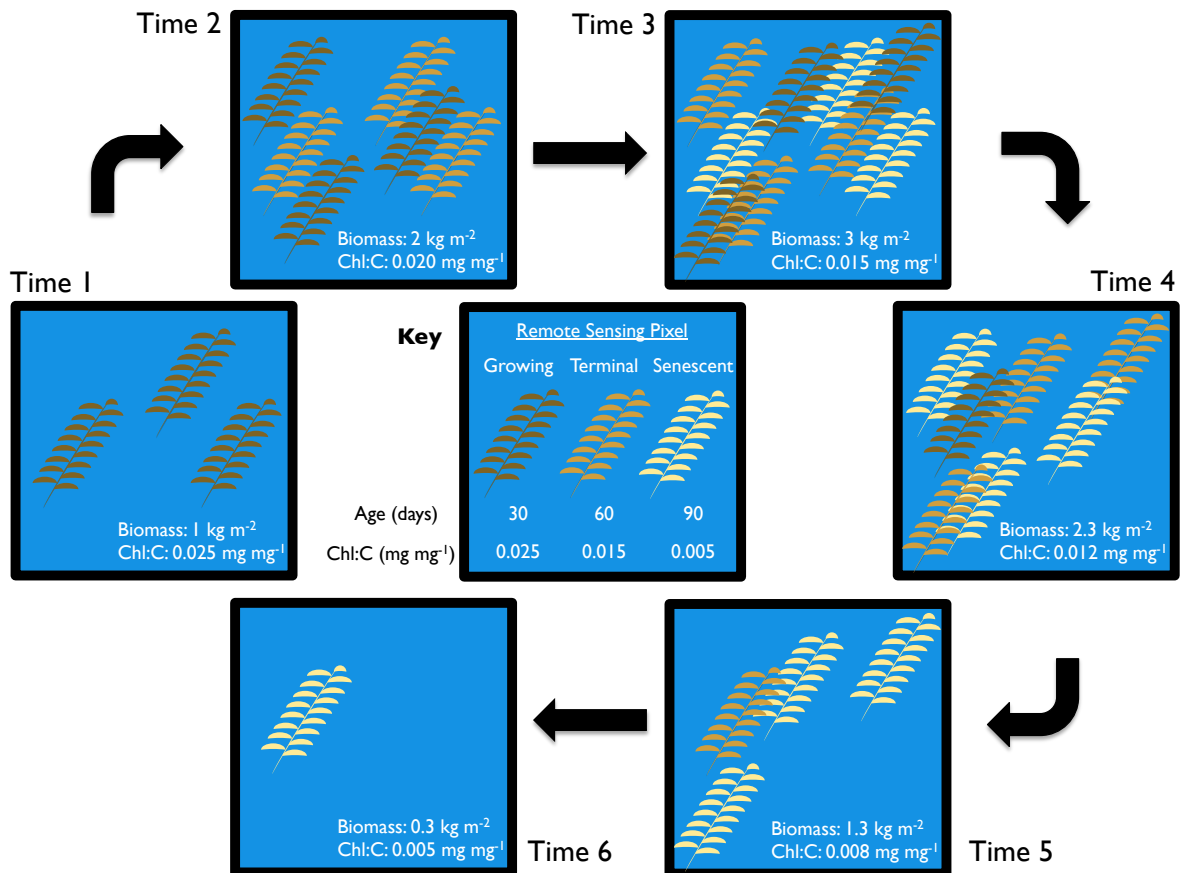 Time 1
Biomass: 1 kg m⁻²
Chl:C: 0.025 mg mg⁻¹
Time 2
Biomass: 2 kg m⁻²
Chl:C: 0.020 mg mg⁻¹
Time 3
Biomass: 3 kg m⁻²
Chl:C: 0.015 mg mg⁻¹
Time 4
Biomass: 2.3 kg m⁻²
Chl:C: 0.012 mg mg⁻¹
Time 5
Biomass: 1.3 kg m⁻²
Chl:C: 0.008 mg mg⁻¹
Time 6
Biomass: 0.3 kg m⁻²
Chl:C: 0.005 mg mg⁻¹
Key
Remote Sensing Pixel
Growing Terminal Senescent
Age (days) 30 60 90
Chl:C (mg mg⁻¹) 0.025 0.015 0.005